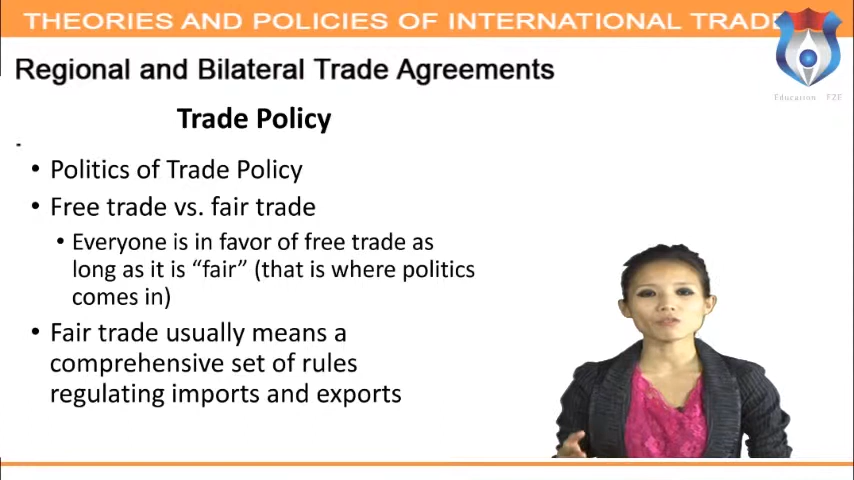 THEORIES AND POLICIES OF INTERNATIONAL TRADE
Regional and Bilateral Trade Agreements
Education FZE
Trade Policy
-
• Politics of Trade Policy
• Free trade vs. fair trade
• Everyone is in favor of free trade as
long as it is “fair” (that is where politics
comes in)
• Fair trade usually means a
comprehensive set of rules
regulating imports and exports